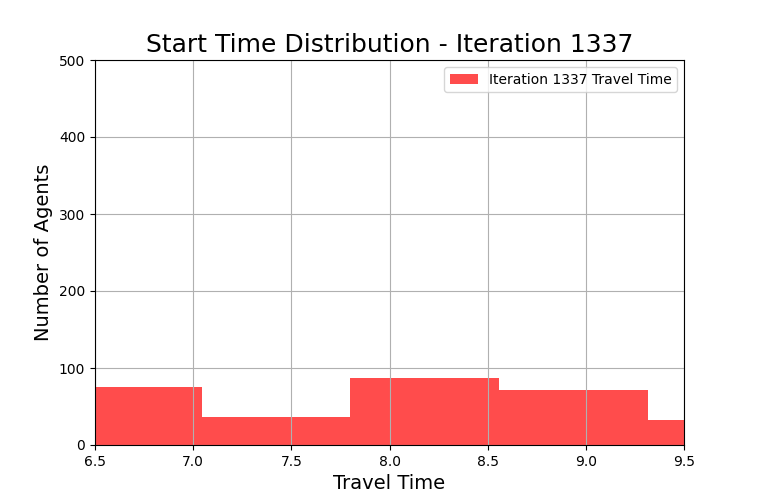 Start Time Distribution - Iteration 1337
Iteration 1337 Travel Time
Number of Agents
500
400
300
200
100
0
6.5 7.0 7.5 8.0 8.5 9.0 9.5
Travel Time